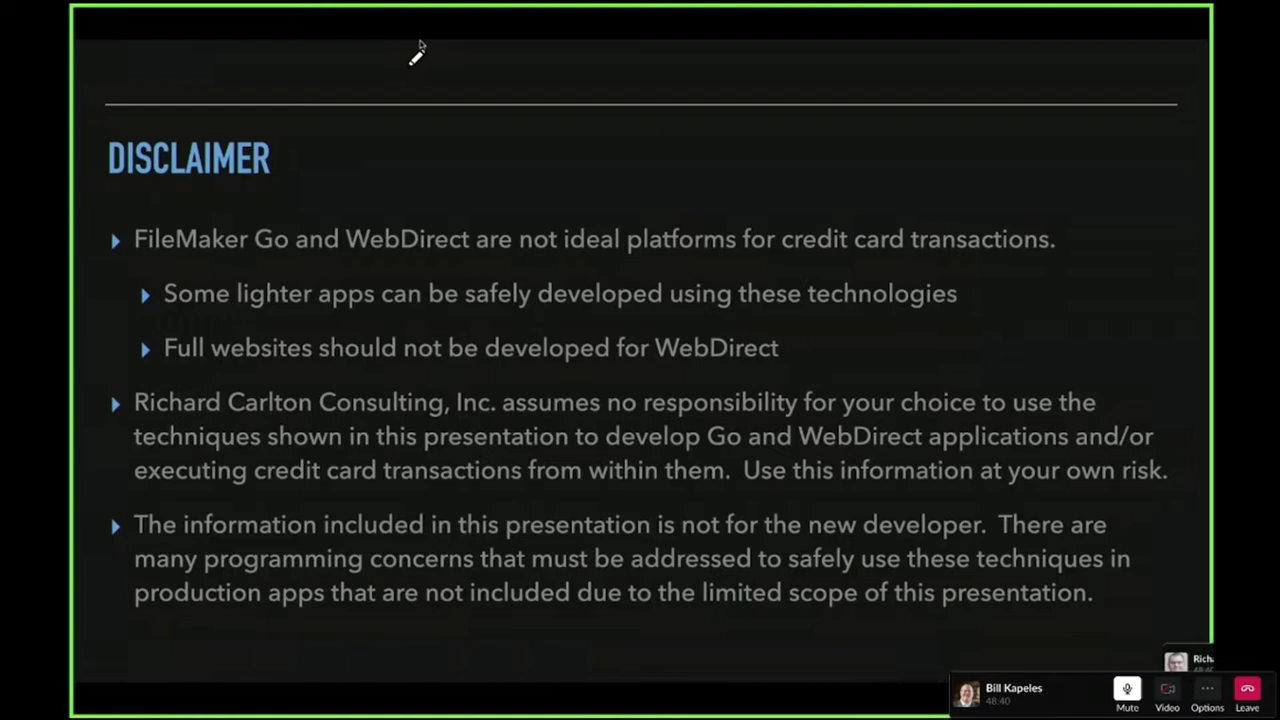 DISCLAIMER
FileMaker Go and WebDirect are not ideal platforms for credit card transactions.
Some lighter apps can be safely developed using these technologies
Full websites should not be developed for WebDirect
Richard Carlton Consulting, Inc. assumes no responsibility for your choice to use the
techniques shown in this presentation to develop Go and WebDirect applications and/or
executing credit card transactions from within them. Use this information at your own risk.
The information included in this presentation is not for the new developer. There are
many programming concerns that must be addressed to safely use these techniques in
production apps that are not included due to the limited scope of this presentation.
Bill Kapeles
48:40
Mute
Video
Options
Leave